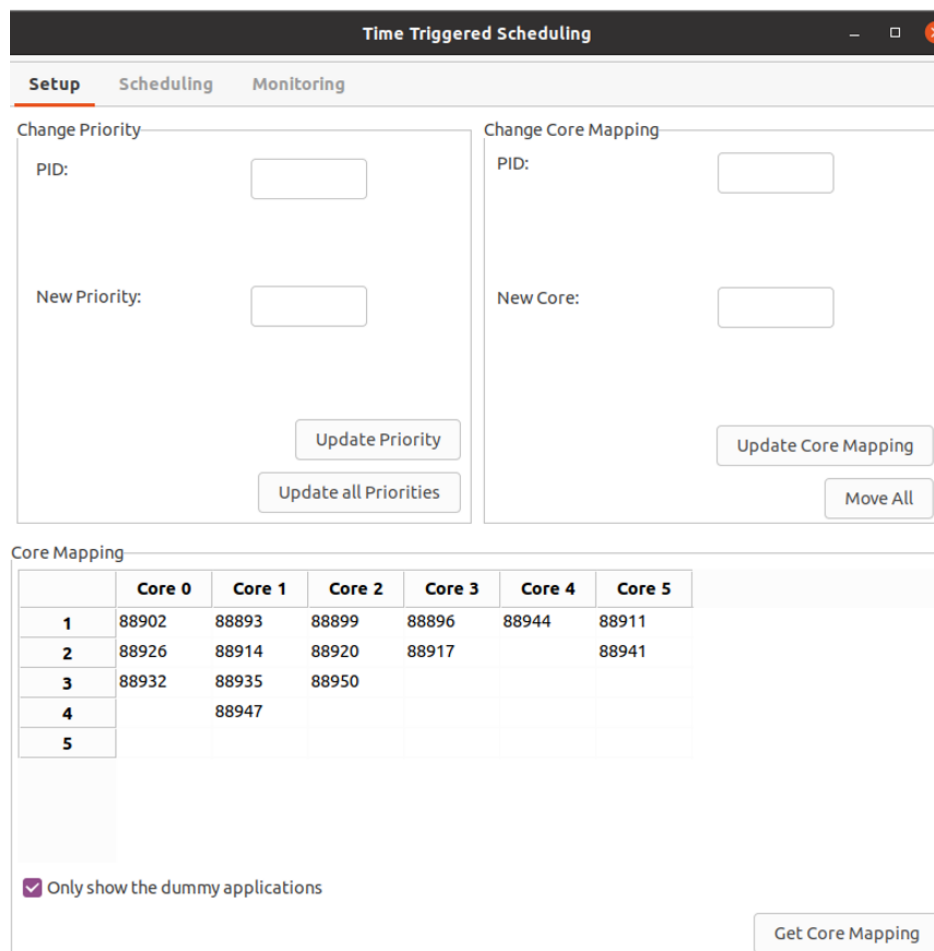 Time Triggered Scheduling
Setup Scheduling Monitoring
Change Priority
PID:
New Priority:
Update Priority
Update all Priorities
Change Core Mapping
PID:
New Core:
Update Core Mapping
Move All
Core Mapping
Core 0 Core 1 Core 2 Core 3 Core 4 Core 5
1 88902 88893 88899 88896 88944 88911
2 88926 88914 88920 88917 88941
3 88932 88935 88950
4 88947
5
Only show the dummy applications
Get Core Mapping